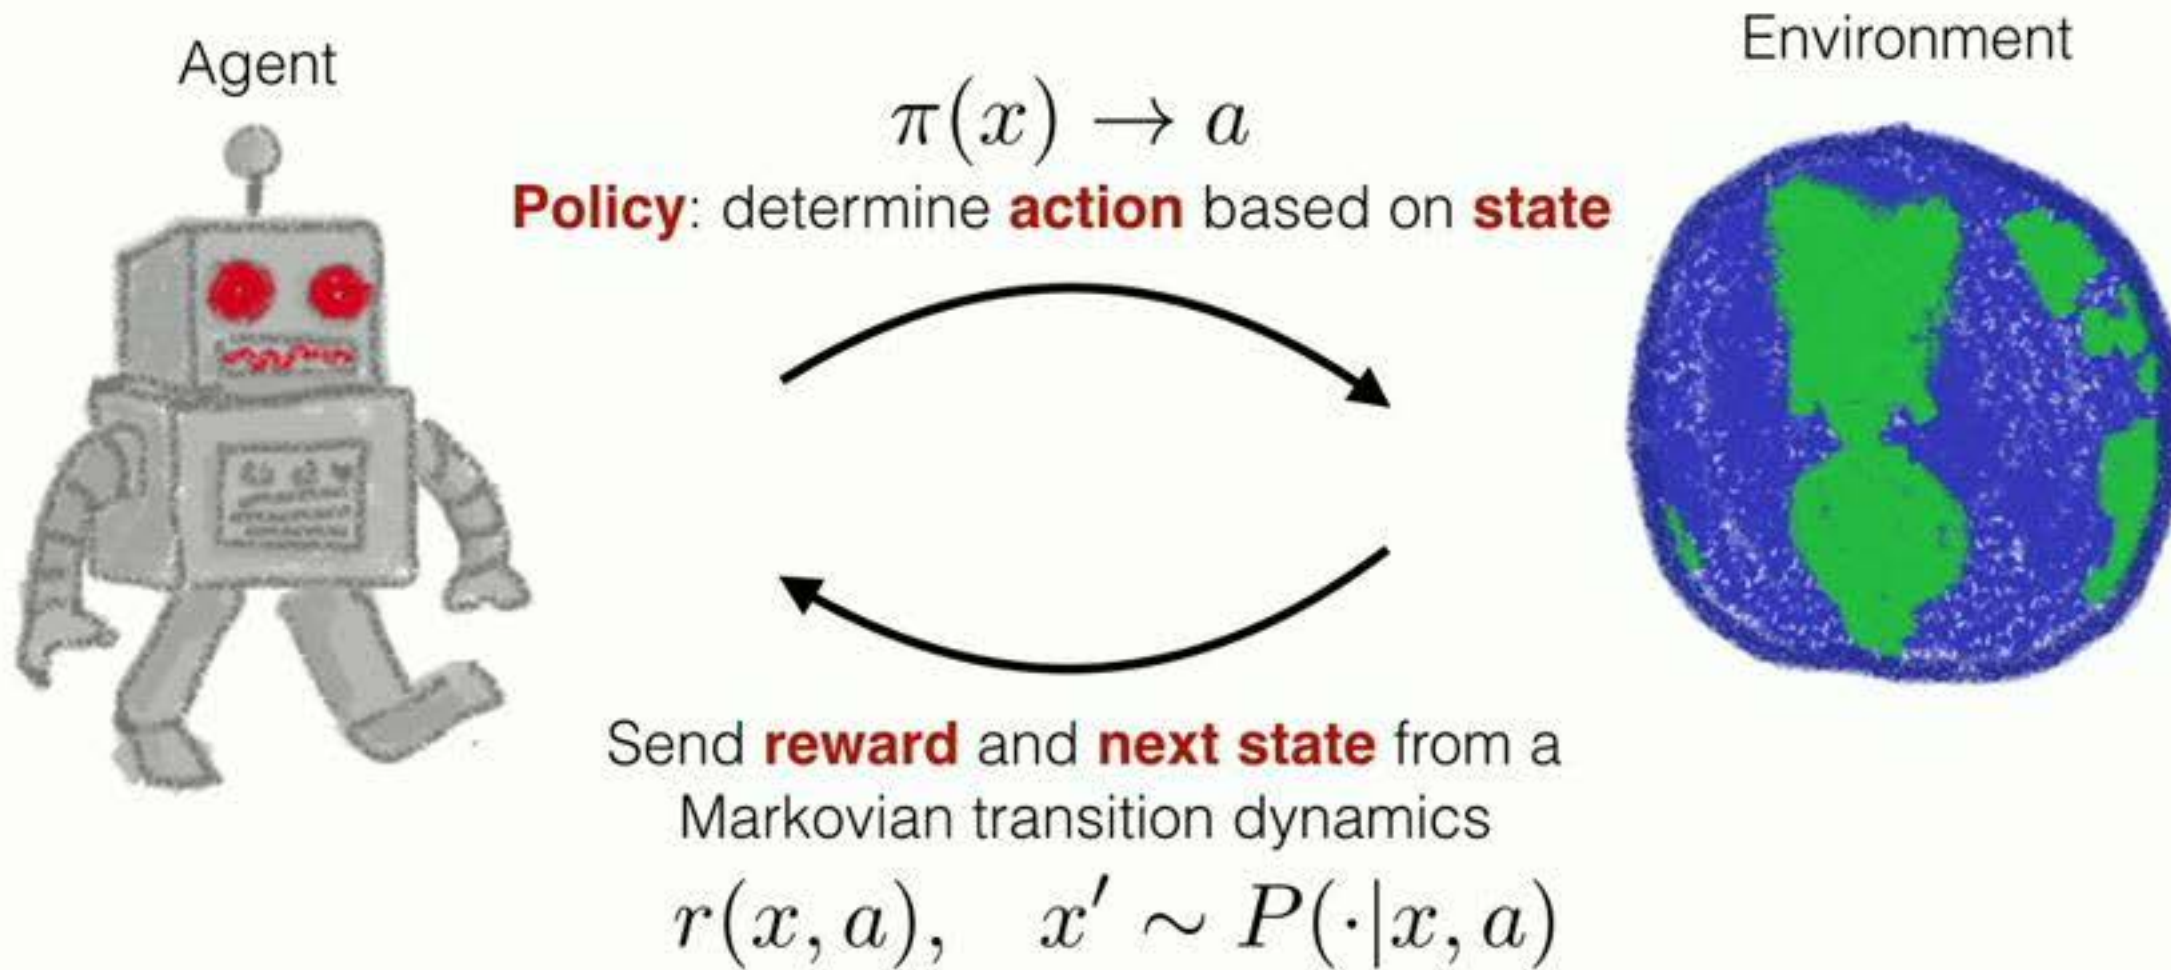 Agent
Environment
π(x) → a
Policy: determine action based on state
Send reward and next state from a
Markovian transition dynamics
r(x, a), x′ ∼ P(·|x, a)